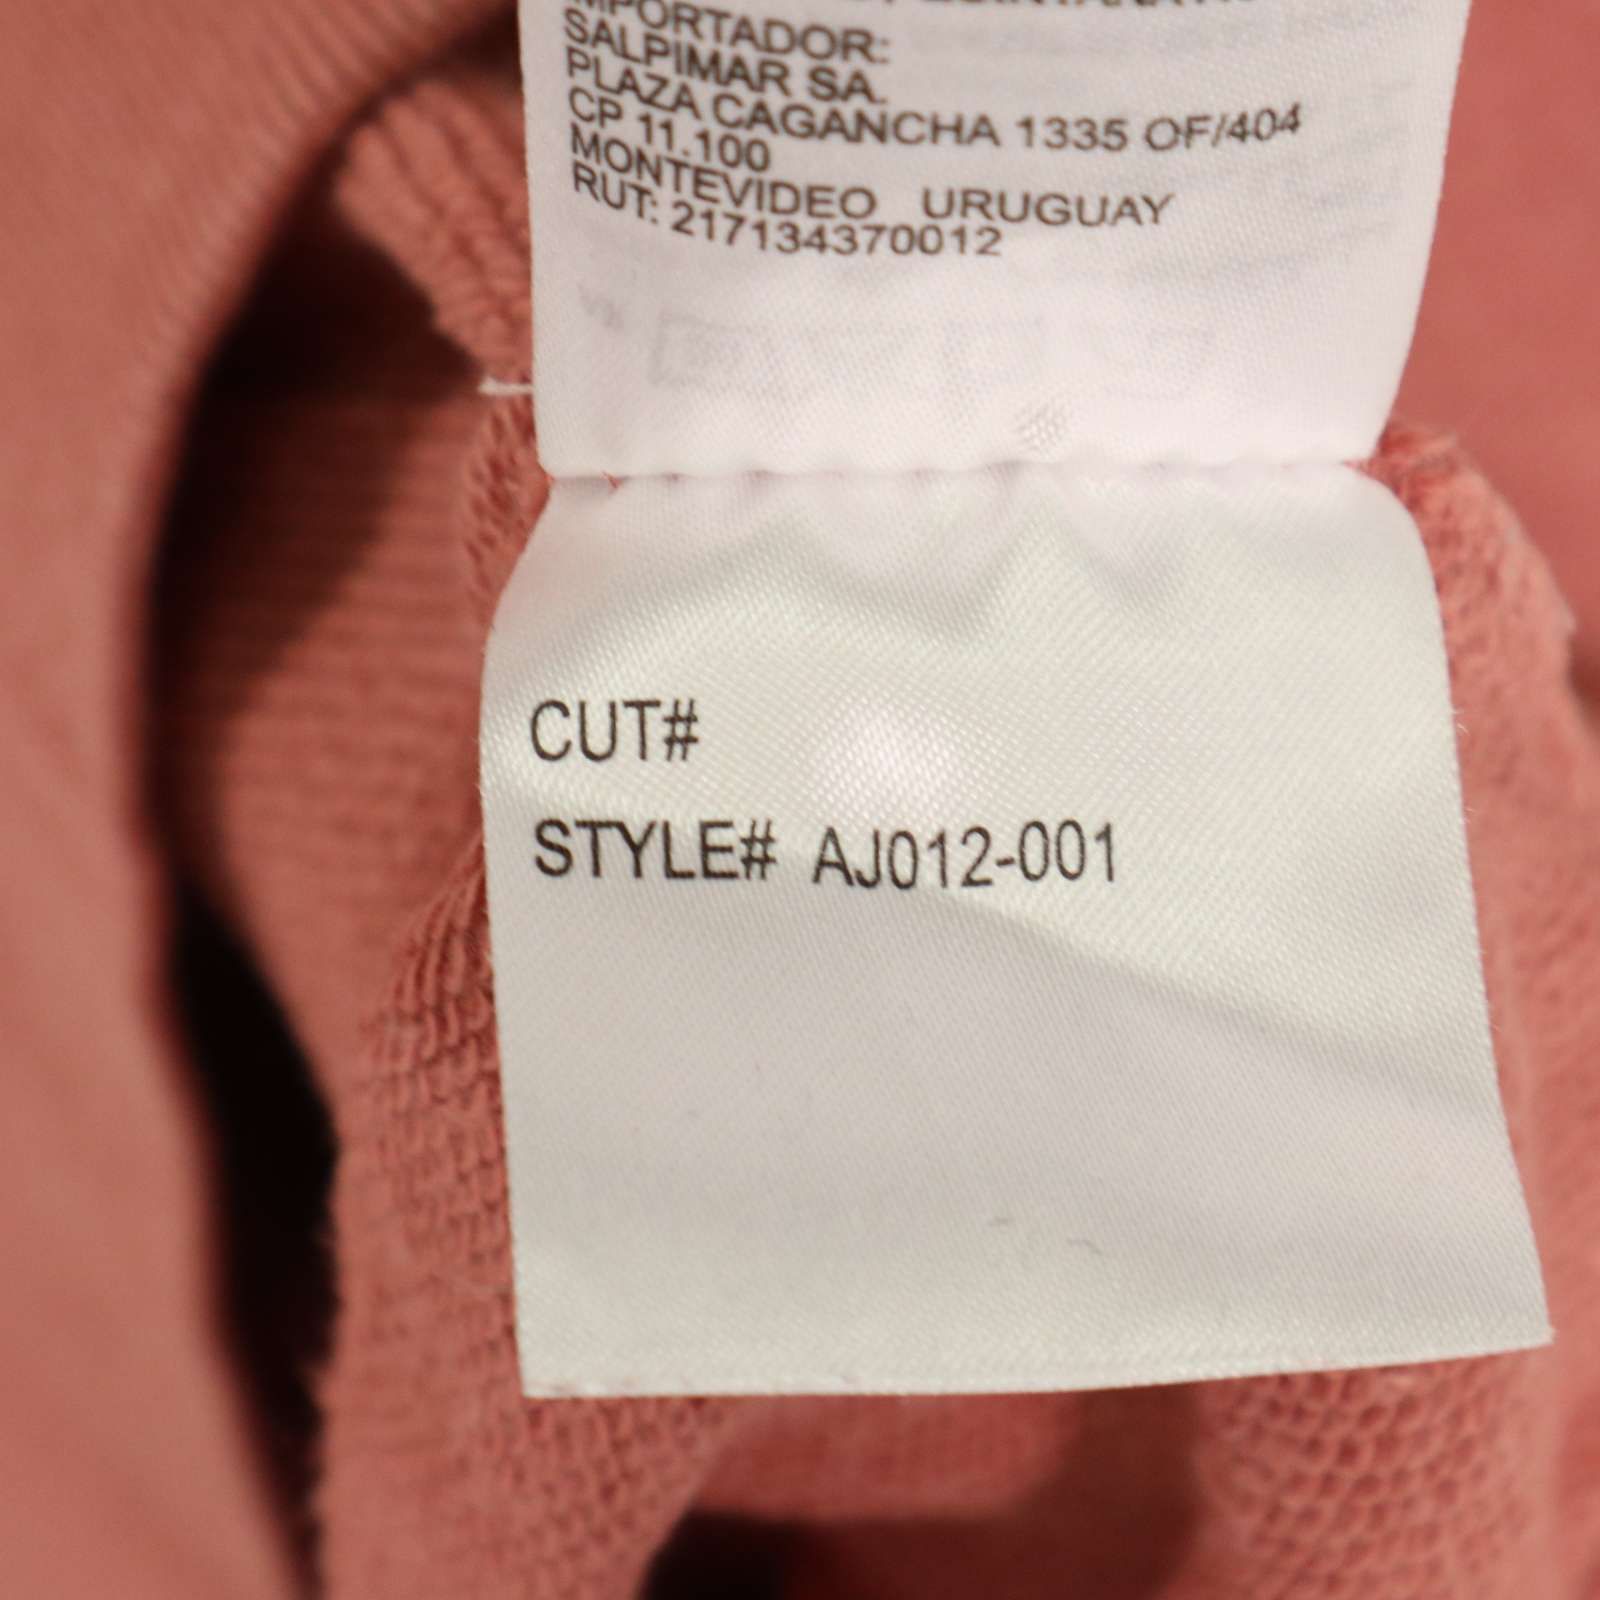 IMPORTADOR:
SALPIMAR SA.
PLAZA CAGANCHA 1335 OF/404
CP 11.100
MONTEVIDEO URUGUAY
RUT: 217134370012
CUT#
STYLE# AJ012-001